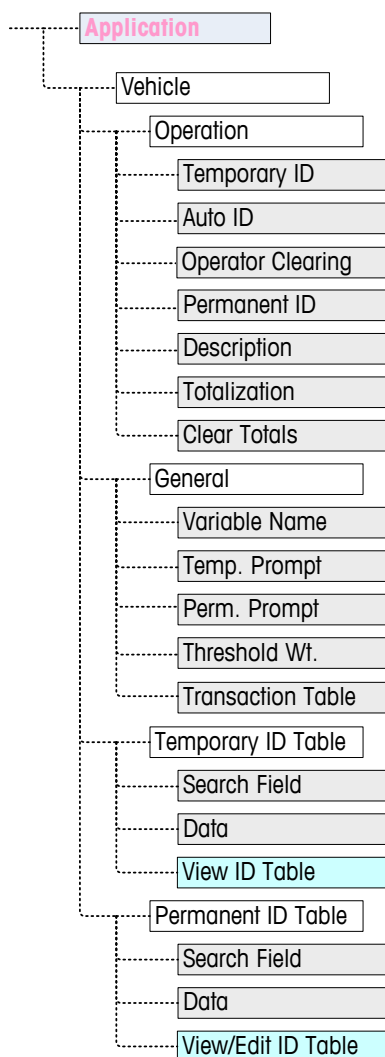 Application
Vehicle
Operation
Temporary ID
Auto ID
Operator Clearing
Permanent ID
Description
Totalization
Clear Totals
General
Variable Name
Temp. Prompt
Perm. Prompt
Threshold Wt.
Transaction Table
Temporary ID Table
Search Field
Data
View ID Table
Permanent ID Table
Search Field
Data
View/Edit ID Table